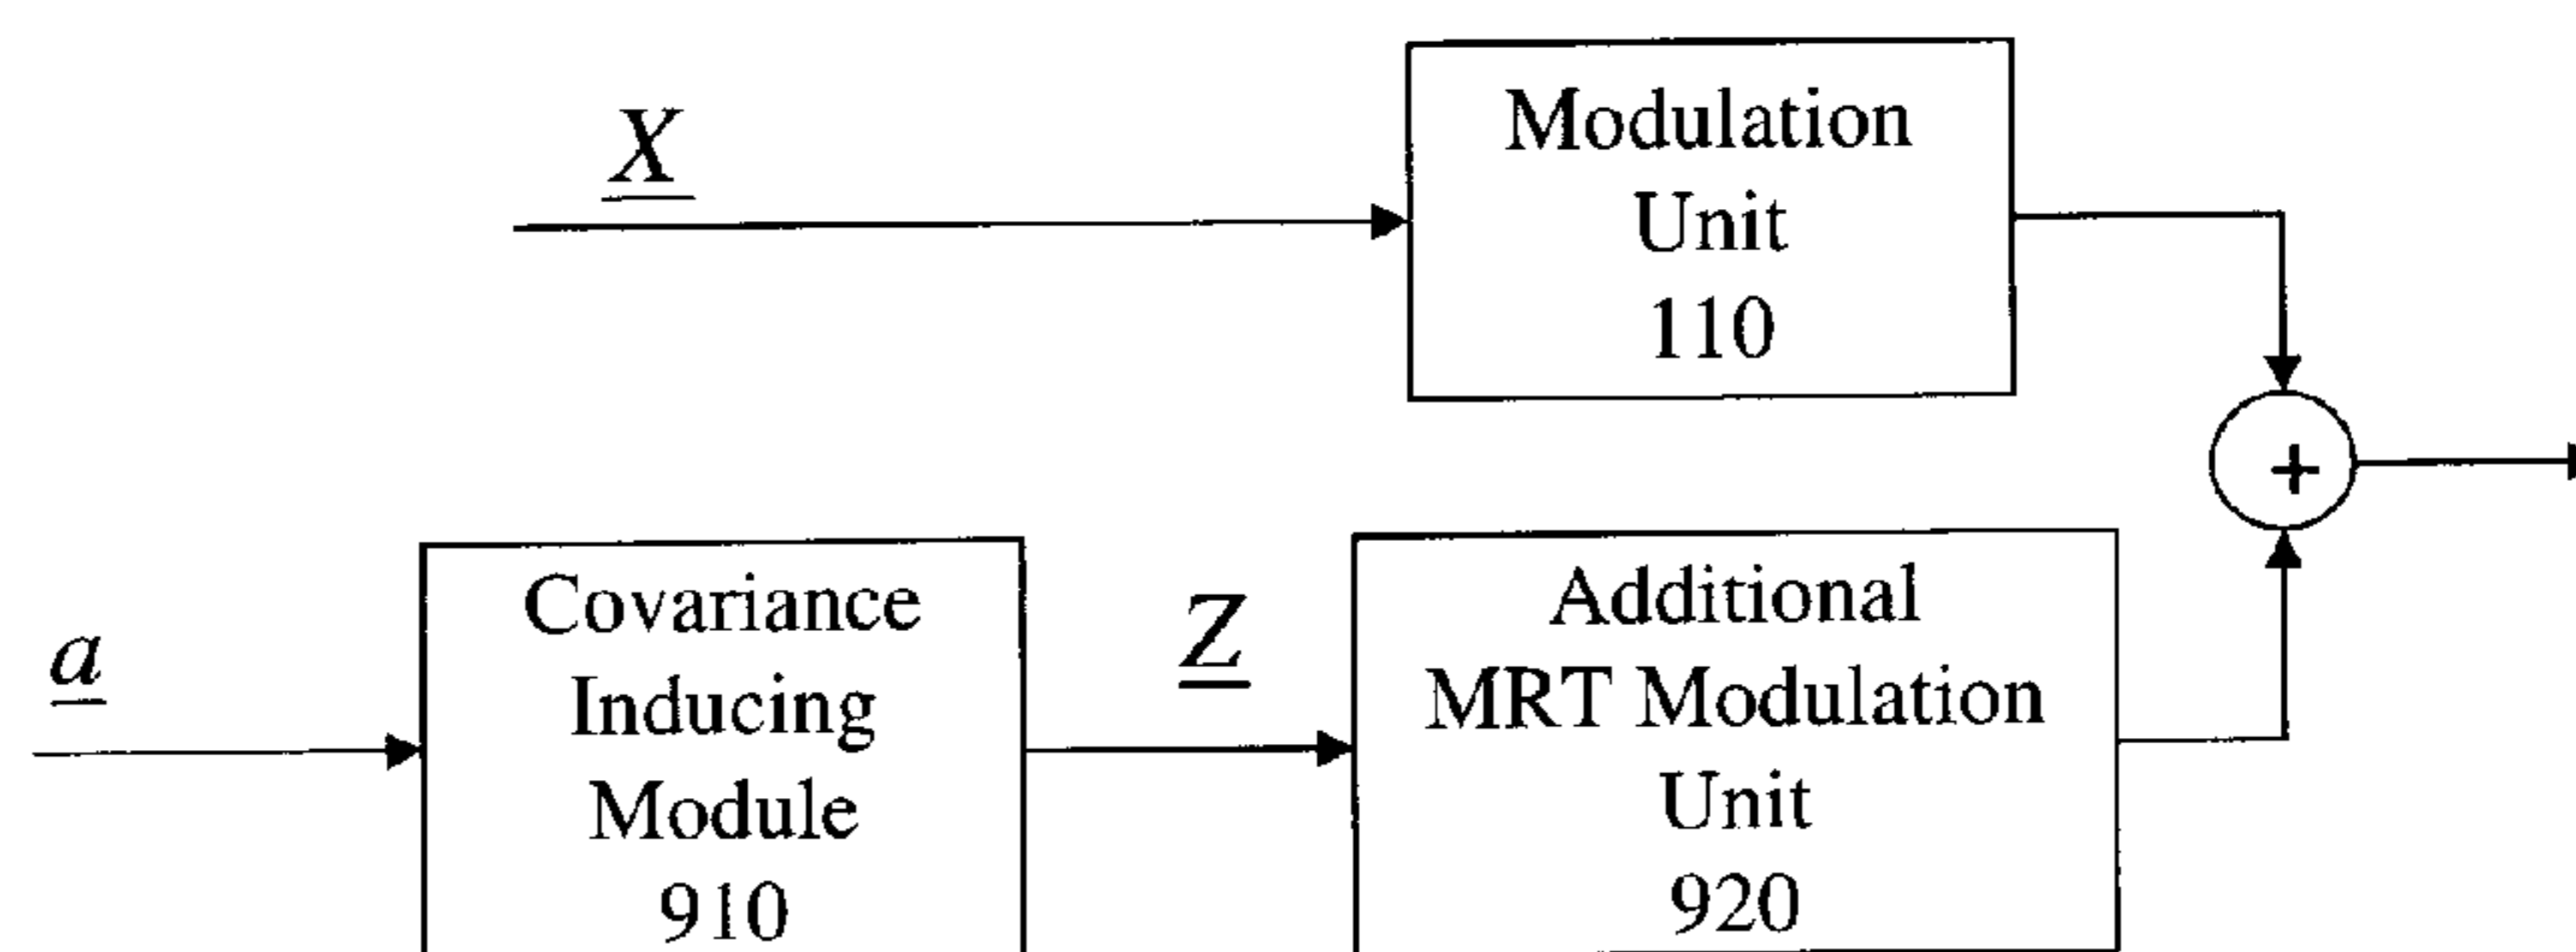 X
Modulation
Unit
110
+
a
Covariance
Inducing
Module
910
Z
Additional
MRT Modulation
Unit
920